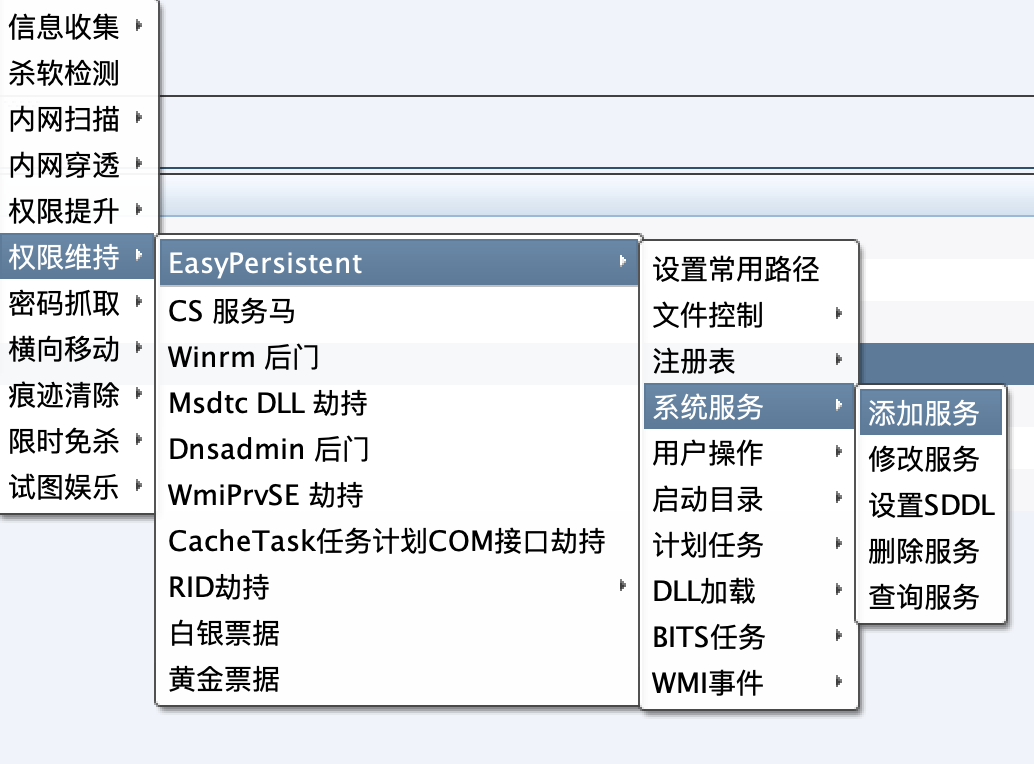 信息收集
杀软检测
内网扫描
内网穿透
权限提升
权限维持
密码抓取
横向移动
痕迹清除
限时免杀
试图娱乐
EasyPersistent
CS 服务马
Winrm 后门
Msdtc DLL 劫持
Dnsadmin 后门
WmiPrvSE 劫持
CacheTask任务计划COM接口劫持
RID劫持
白银票据
黄金票据
设置常用路径
文件控制
注册表
系统服务
用户操作
启动目录
计划任务
DLL加载
BITS任务
WMI事件
添加服务
修改服务
设置SDDL
删除服务
查询服务